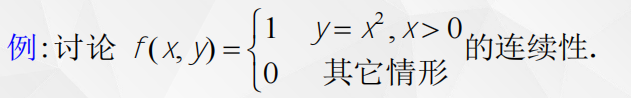 例:讨论 f(x, y) = { 1 y = x², x > 0
0 其它情形 的连续性.